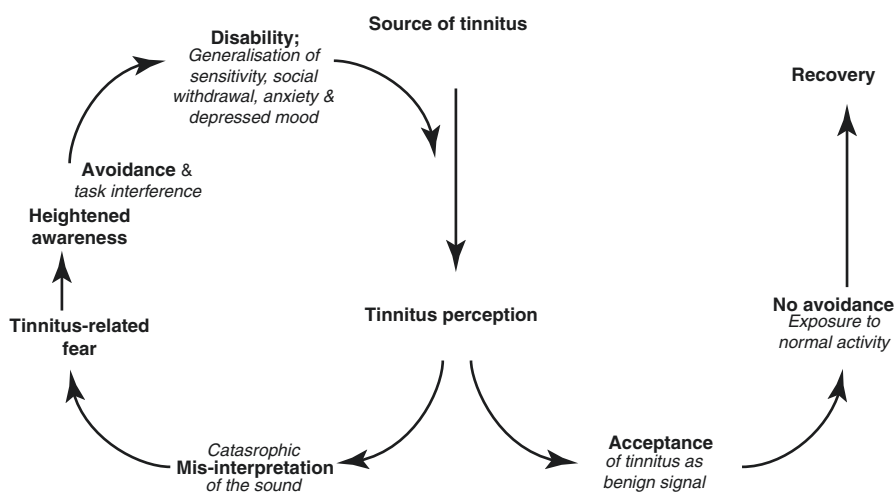 Source of tinnitus
Disability;
Generalisation of
sensitivity, social
withdrawal, anxiety &
depressed mood
Recovery
Avoidance &
task interference
Heightened
awareness
Tinnitus-related
fear
Tinnitus perception
No avoidance
Exposure to
normal activity
Catasrophic
Mis-interpretation
of the sound
Acceptance
of tinnitus as
benign signal